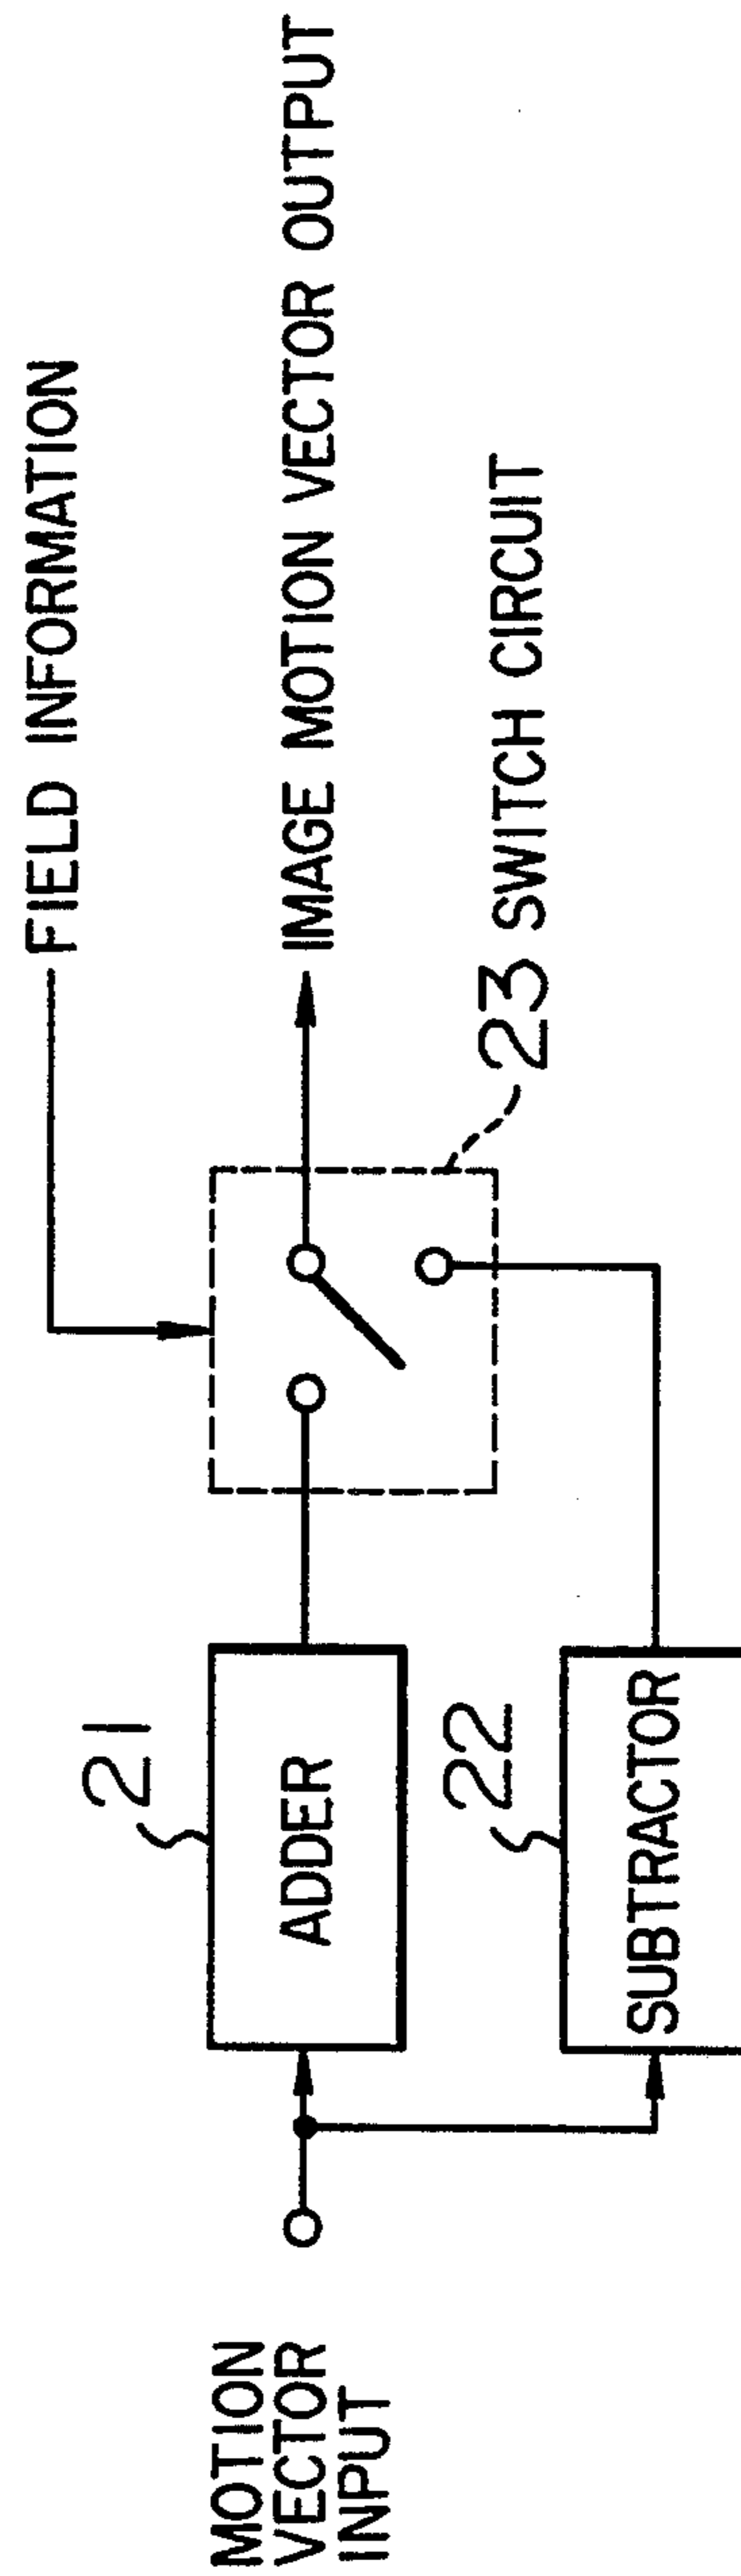 FIELD INFORMATION
IMAGE MOTION VECTOR OUTPUT
23 SWITCH CIRCUIT
21
ADDER
22
SUBTRACTOR
MOTION
VECTOR
INPUT